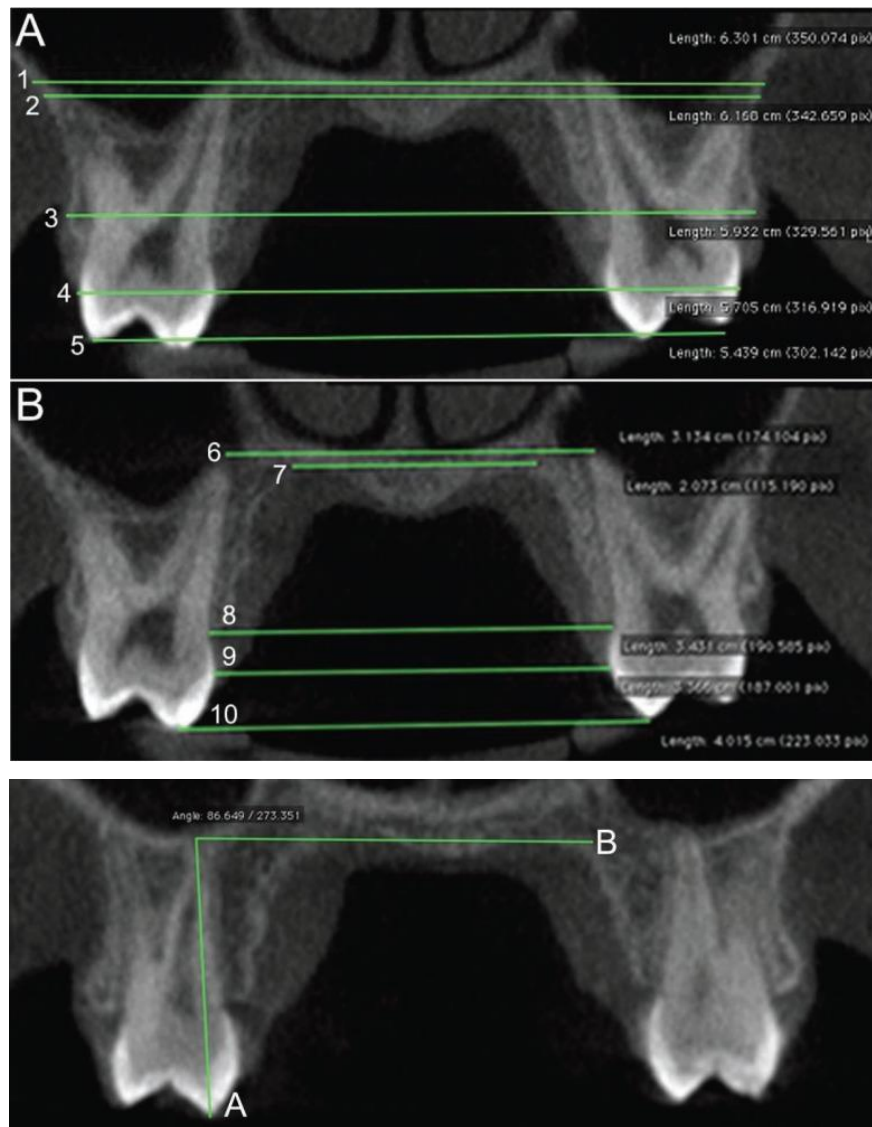 A
Length: 6.301 cm (350.074 pix)
1
2
Length: 6.168 cm (342.659 pix)
3
Length: 5.932 cm (329.561 pix)
4
Length: 5.705 cm (316.919 pix)
5
Length: 5.439 cm (302.142 pix)
B
6
Length: 3.134 cm (174.104 pix)
7
Length: 2.073 cm (115.190 pix)
8
Length: 3.431 cm (190.585 pix)
9
Length: 3.366 cm (187.001 pix)
10
Length: 4.015 cm (223.033 pix)
Angle: 86.649 / 273.351
B
A